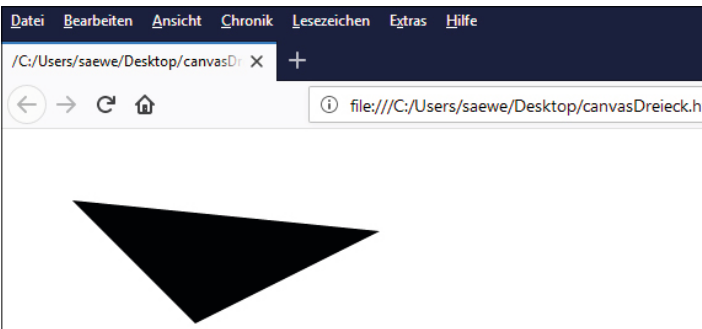 Datei Bearbeiten Ansicht Chronik Lesezeichen Extras Hilfe
/C:/Users/saewe/Desktop/canvasDr
file:///C:/Users/saewe/Desktop/canvasDreieck.h